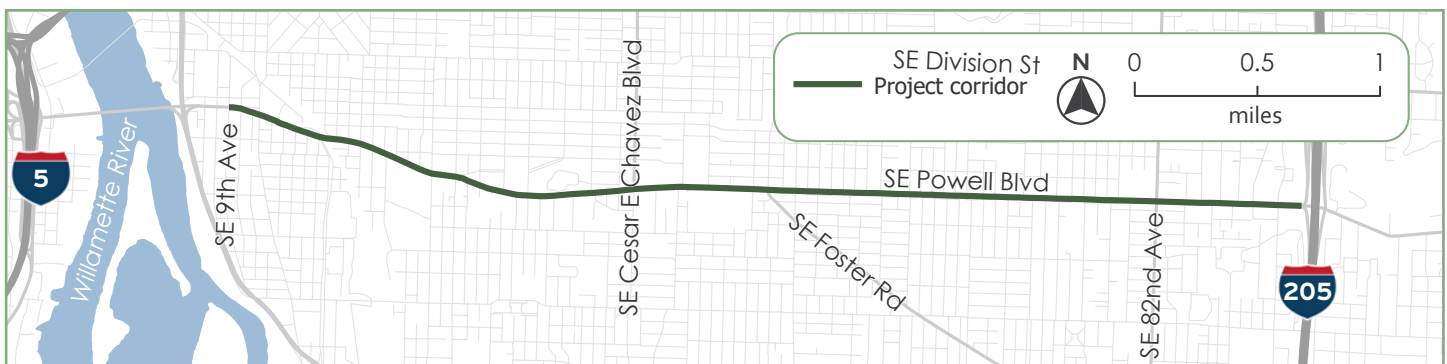 SE Division St
Project corridor
N
0 0.5 1
miles
5
Willamette River
SE 9th Ave
SE Cesar E Chavez Blvd
SE Powell Blvd
SE Foster Rd
SE 82nd Ave
205